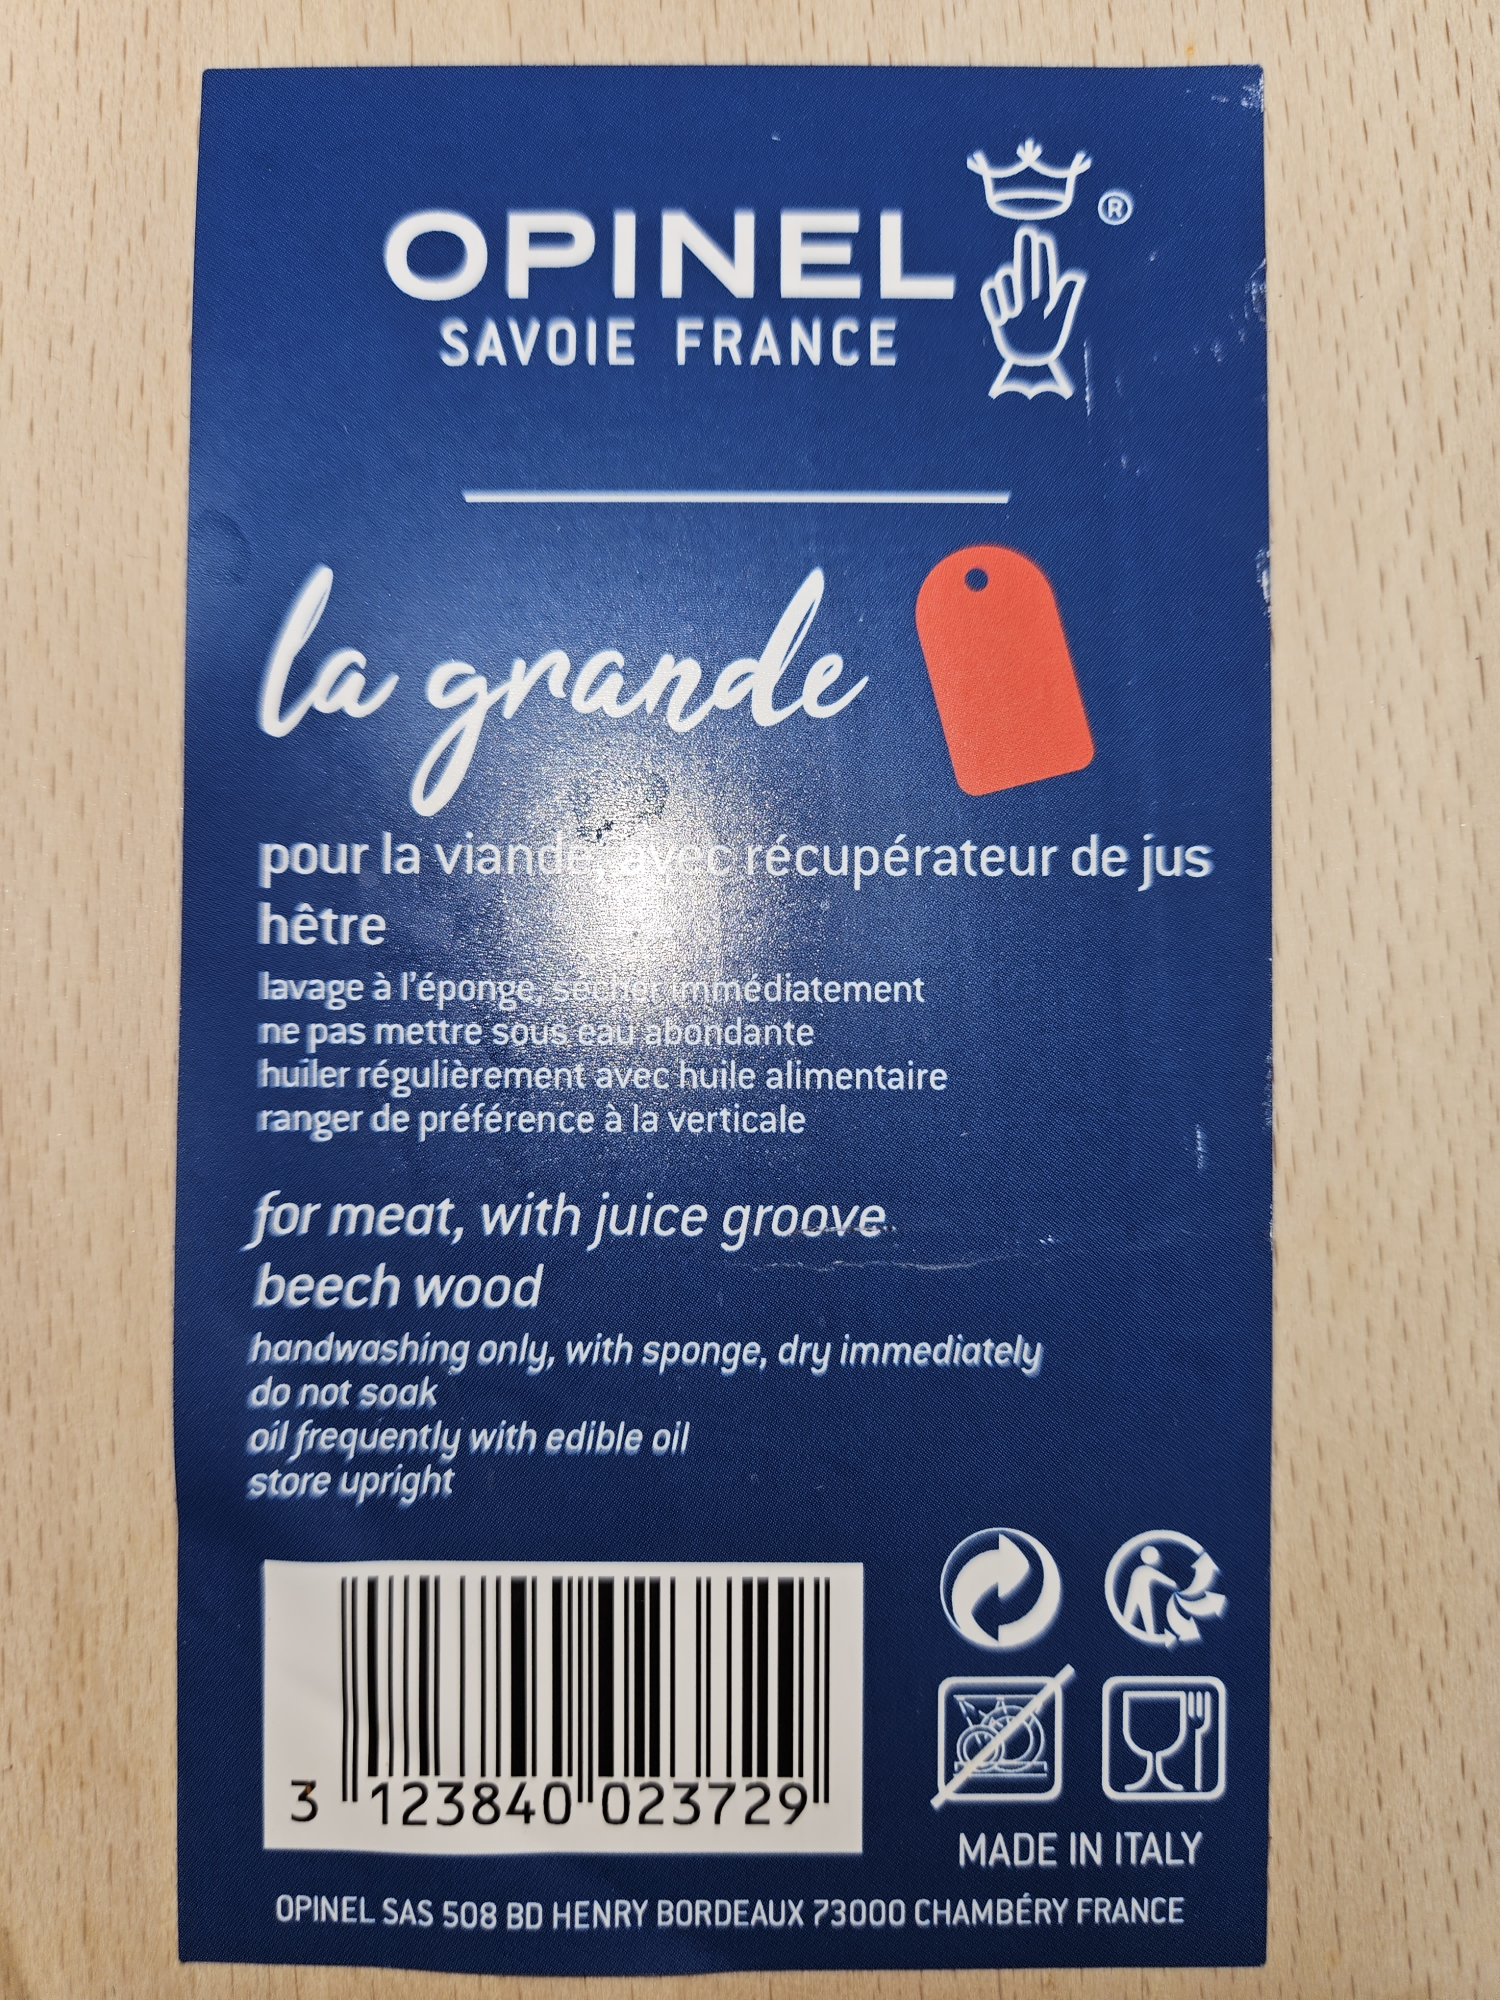 OPINEL ®
SAVOIE FRANCE
la grande
pour la viande, avec récupérateur de jus
hêtre
lavage à l'éponge, sécher immédiatement
ne pas mettre sous eau abondante
huiler régulièrement avec huile alimentaire
ranger de préférence à la verticale
for meat, with juice groove
beech wood
handwashing only, with sponge, dry immediately
do not soak
oil frequently with edible oil
store upright
3 123840 023729
MADE IN ITALY
OPINEL SAS 508 BD HENRY BORDEAUX 73000 CHAMBÉRY FRANCE